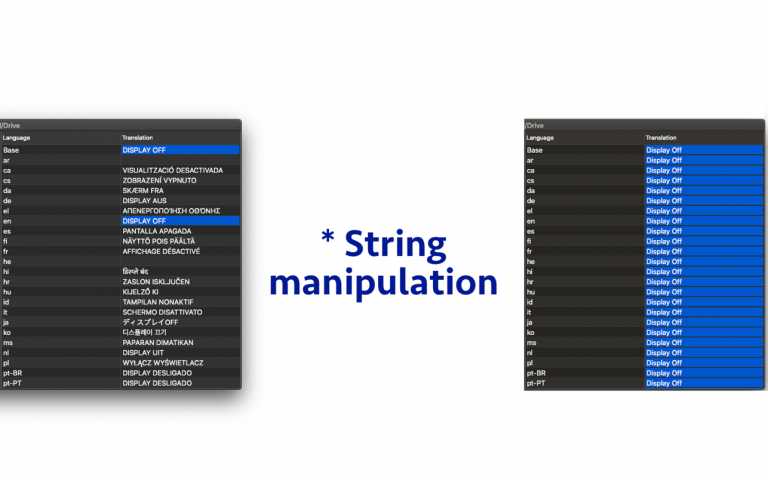 l/Drive
Language Translation
Base DISPLAY OFF
ar
ca VISUALITZACIÓ DESACTIVADA
cs ZOBRAZENÍ VYPNUTO
da SKÆRM FRA
de DISPLAY AUS
el ΑΠΕΝΕΡΓΟΠΟΊΗΣΗ ΟΘΌΝΗΣ
en DISPLAY OFF
es PANTALLA APAGADA
fi NÄYTTÖ POIS PÄÄLTÄ
fr AFFICHAGE DÉSACTIVÉ
he
hi डिस्प्ले बंद
hr ZASLON ISKLJUČEN
hu KIJELZŐ KI
id TAMPILAN NONAKTIF
it SCHERMO DISATTIVATO
ja ディスプレイOFF
ko 디스플레이 끄기
ms PAPARAN DIMATIKAN
nl DISPLAY UIT
pl WYŁĄCZ WYŚWIETLACZ
pt-BR DISPLAY DESLIGADO
pt-PT DISPLAY DESLIGADO
* String
manipulation
/Drive
Language Translation
Base Display Off
ar Display Off
ca Display Off
cs Display Off
da Display Off
de Display Off
el Display Off
en Display Off
es Display Off
fi Display Off
fr Display Off
he Display Off
hi Display Off
hr Display Off
hu Display Off
id Display Off
it Display Off
ja Display Off
ko Display Off
ms Display Off
nl Display Off
pl Display Off
pt-BR Display Off
pt-PT Display Off